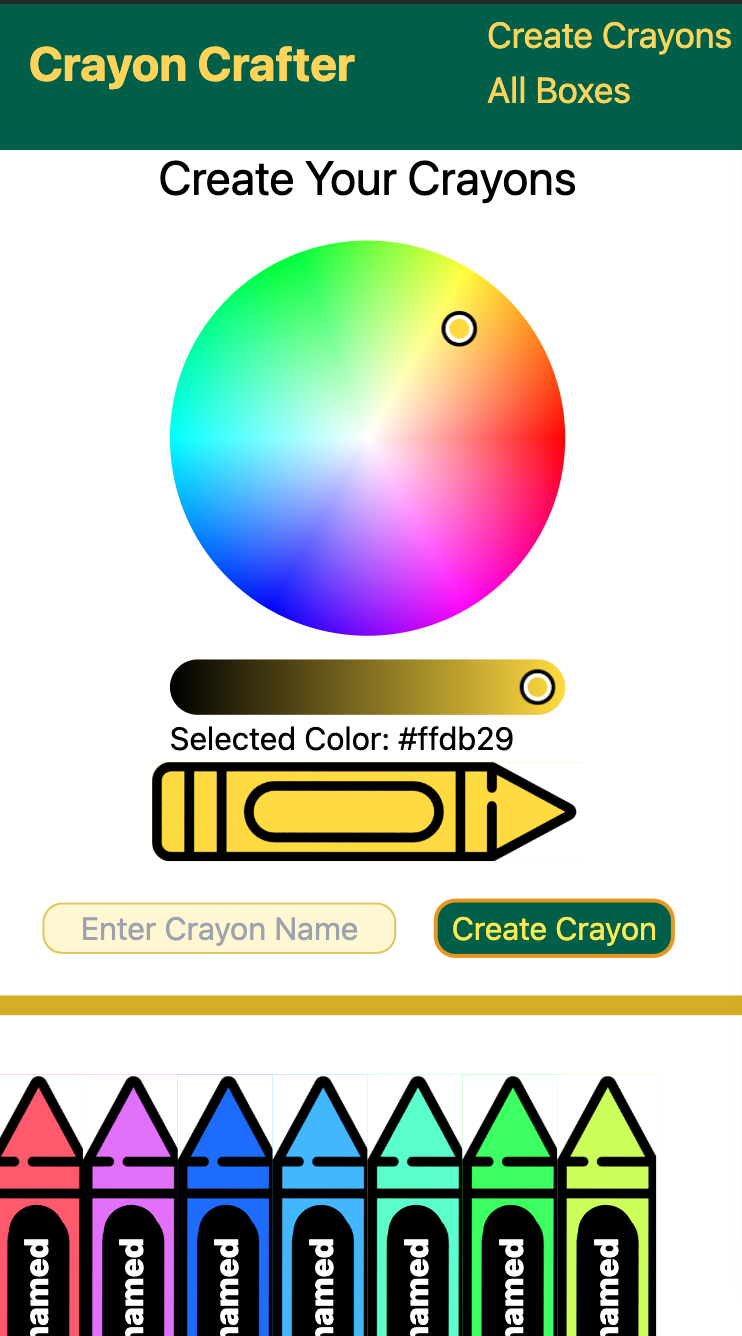 Crayon Crafter
Create Crayons
All Boxes
Create Your Crayons
Selected Color: #ffdb29
Enter Crayon Name
Create Crayon
named
named
named
named
named
named
named